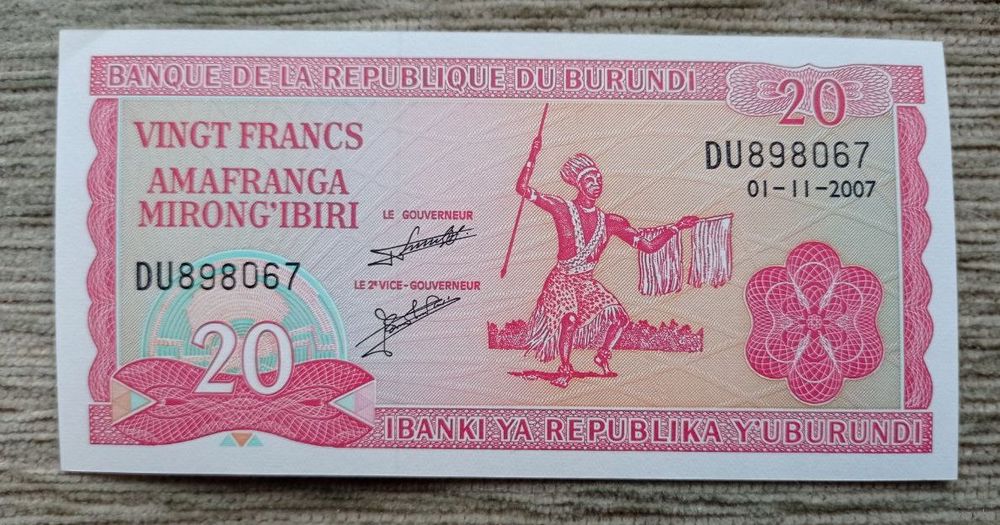 BANQUE DE LA REPUBLIQUE DU BURUNDI
20
VINGT FRANCS
AMAFRANGA
MIRONG'IBIRI
DU898067
01-11-2007
LE GOUVERNEUR
DU898067
LE 2ᵉ VICE-GOUVERNEUR
20
IBANKI YA REPUBLIKA Y'UBURUNDI